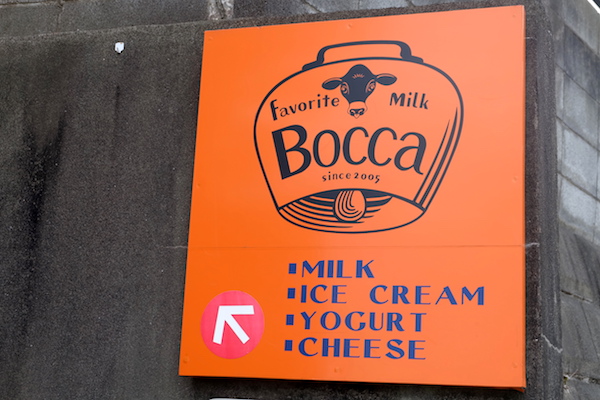 Favorite Milk
Bocca
since 2005
MILK
ICE CREAM
YOGURT
CHEESE